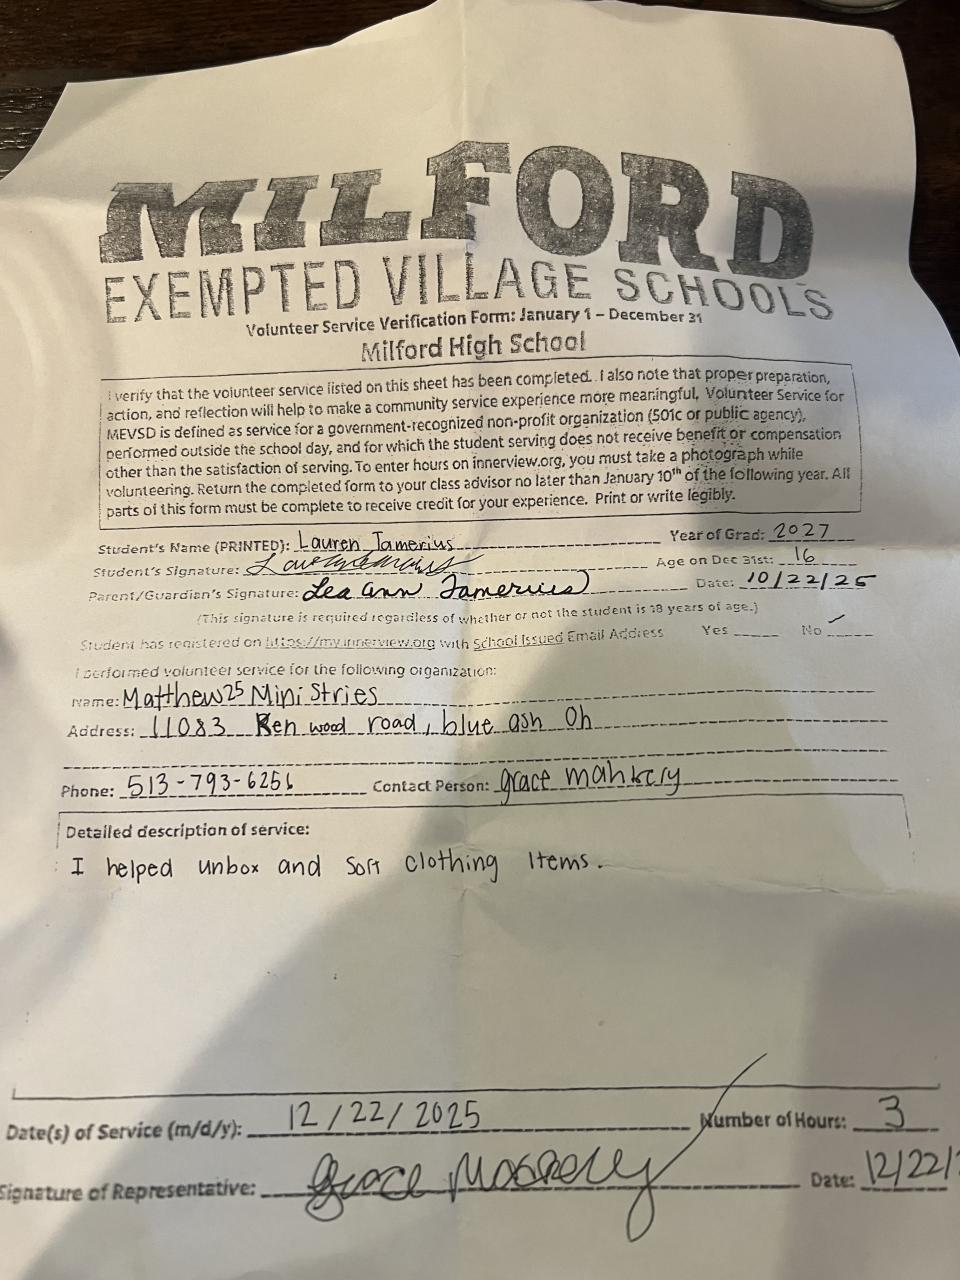 MILFORD
EXEMPTED VILLAGE SCHOOLS
Volunteer Service Verification Form: January 1 – December 31
Milford High School
I verify that the volunteer service listed on this sheet has been completed. I also note that proper preparation,
action, and reflection will help to make a community service experience more meaningful. Volunteer Service for
MEVSD is defined as service for a government-recognized non-profit organization (501c or public agency),
performed outside the school day, and for which the student serving does not receive benefit or compensation
other than the satisfaction of serving. To enter hours on innerview.org, you must take a photograph while
volunteering. Return the completed form to your class advisor no later than January 10th of the following year. All
parts of this form must be complete to receive credit for your experience. Print or write legibly.
Student's Name (PRINTED): Lauren Jamerius Year of Grad: 2027
Student's Signature: Age on Dec 31st: 16
Parent/Guardian's Signature: Lea Ann Jamerius Date: 10/22/25
(This signature is required regardless of whether or not the student is 18 years of age.)
Student has registered on https://my.innerview.org with School Issued Email Address Yes No
I performed volunteer service for the following organization:
Name: Matthew25 MiniStries
Address: 11083 Ken wood road, blue ash Oh
Phone: 513-793-6256 Contact Person: grace
Detailed description of service:
I helped unbox and sort clothing Items.
Date(s) of Service (m/d/y): 12/22/2025 Number of Hours: 3
Signature of Representative: Grace Date: 12/22/